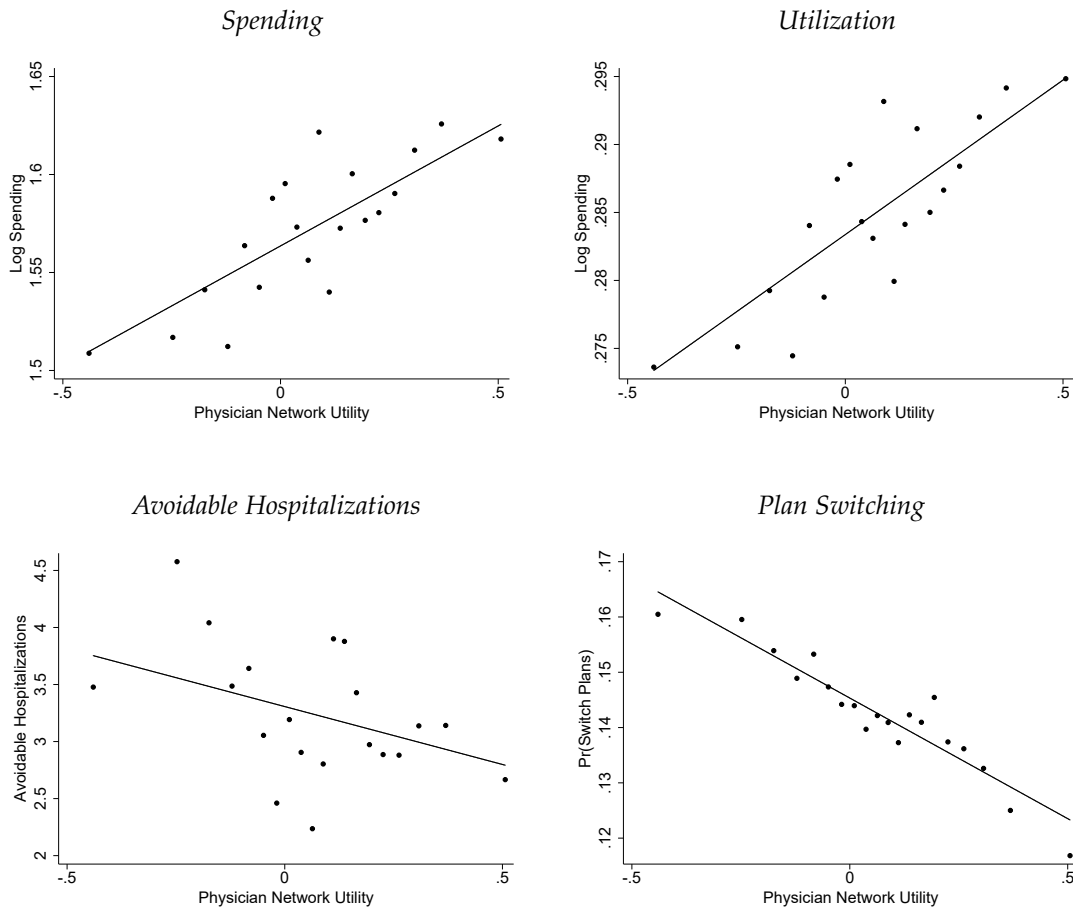 Spending
1.65
1.6
1.55
1.5
Log Spending
-.5 0 .5
Physician Network Utility
Utilization
.295
.29
.285
.28
.275
Log Spending
-.5 0 .5
Physician Network Utility
Avoidable Hospitalizations
4.5
4
3.5
3
2.5
2
Avoidable Hospitalizations
-.5 0 .5
Physician Network Utility
Plan Switching
.17
.16
.15
.14
.13
.12
Pr(Switch Plans)
-.5 0 .5
Physician Network Utility